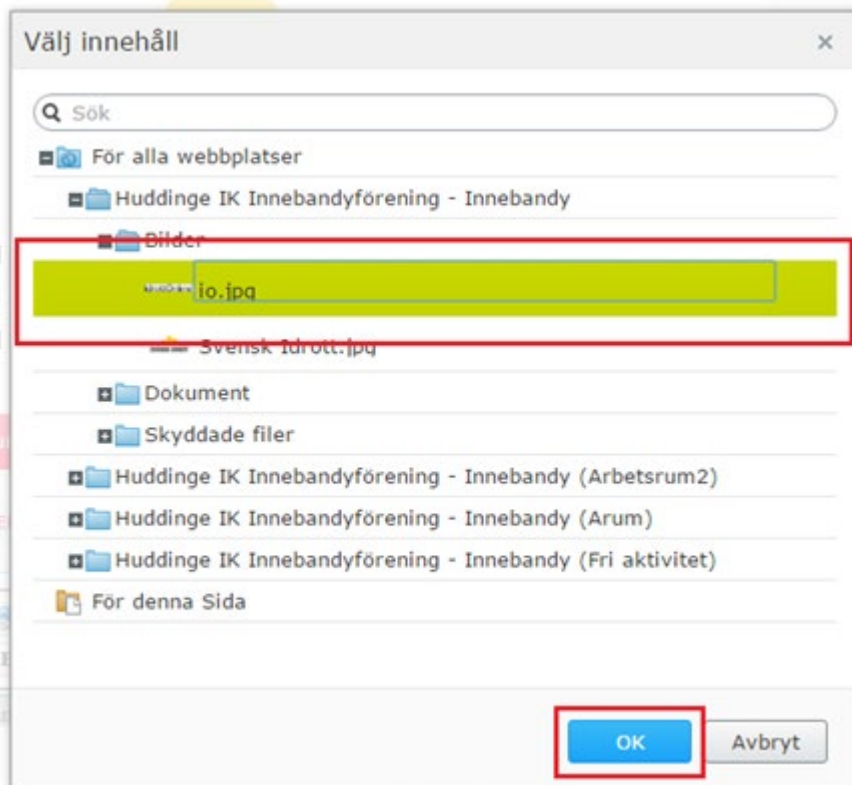 Välj innehåll
Sök
För alla webbplatser
Huddinge IK Innebandyförening - Innebandy
Bilder
io.jpg
Svensk Idrott.jpg
Dokument
Skyddade filer
Huddinge IK Innebandyförening - Innebandy (Arbetsrum2)
Huddinge IK Innebandyförening - Innebandy (Arum)
Huddinge IK Innebandyförening - Innebandy (Fri aktivitet)
För denna Sida
OK Avbryt